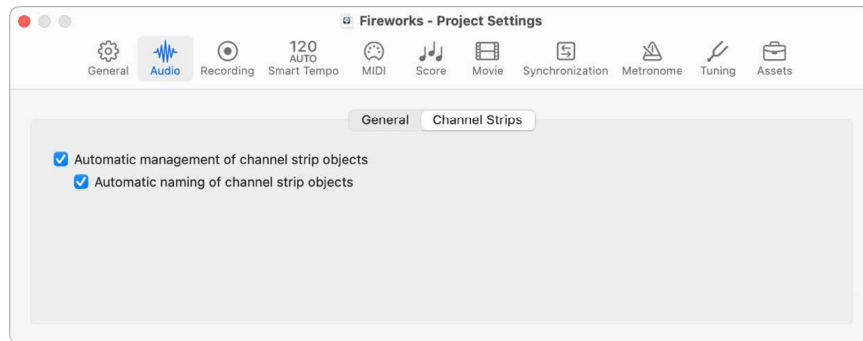 Fireworks - Project Settings
120
AUTO
General Audio Recording Smart Tempo MIDI Score Movie Synchronization Metronome Tuning Assets
General Channel Strips
Automatic management of channel strip objects
Automatic naming of channel strip objects